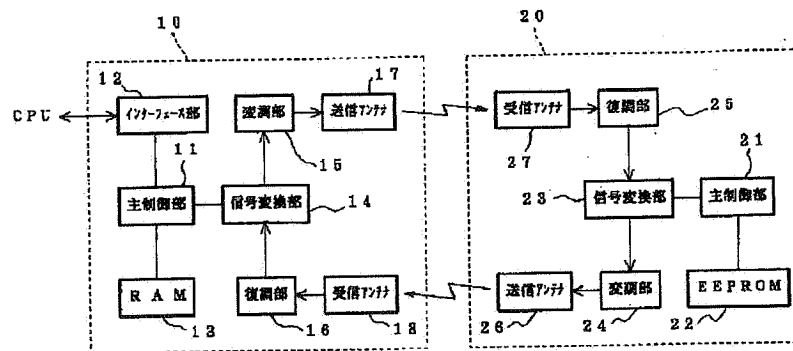 10
20
12
17
CPU
インターフェース部
変調部
送信アンテナ
受信アンテナ
復調部
25
11
15
27
21
主制御部
信号変換部
14
23
信号変換部
主制御部
RAM
復調部
受信アンテナ
送信アンテナ
変調部
EEPROM
13
16
18
26
24
22